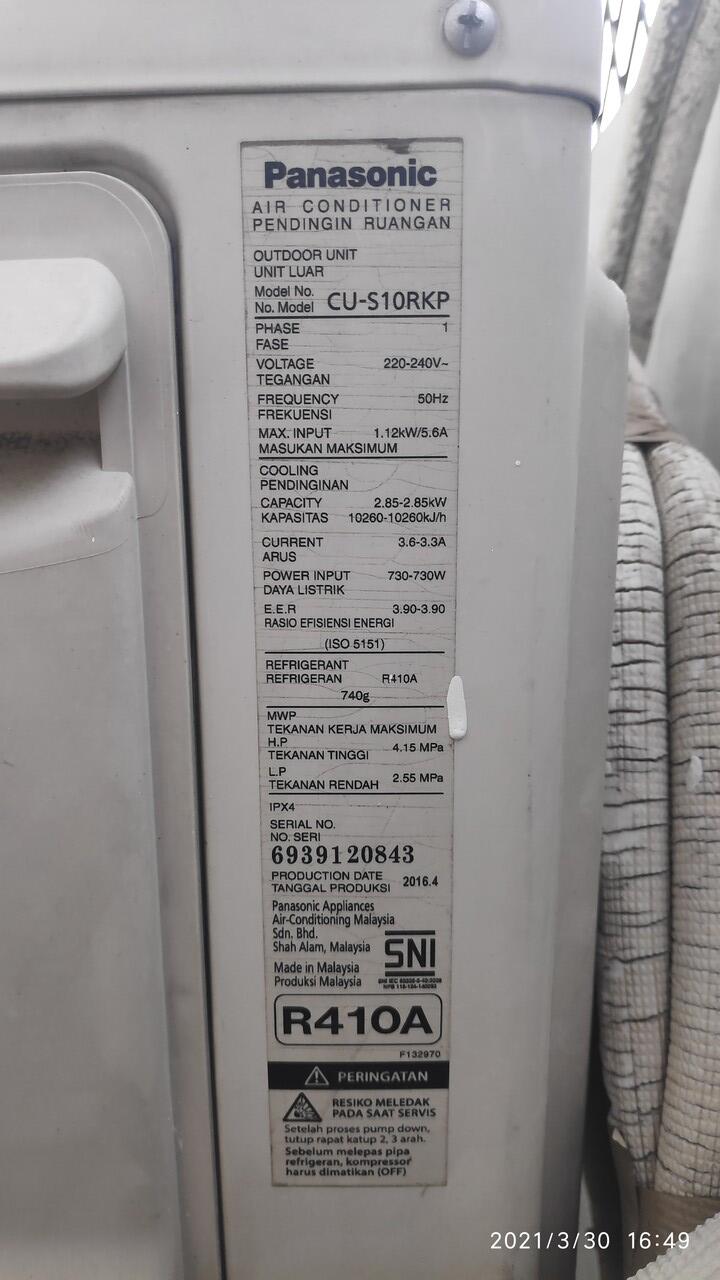 Panasonic
AIR CONDITIONER
PENDINGIN RUANGAN
OUTDOOR UNIT
UNIT LUAR
Model No.
No. Model CU-S10RKP
PHASE 1
FASE
VOLTAGE 220-240V~
TEGANGAN
FREQUENCY 50Hz
FREKUENSI
MAX. INPUT 1.12kW/5.6A
MASUKAN MAKSIMUM
COOLING
PENDINGINAN
CAPACITY 2.85-2.85kW
KAPASITAS 10260-10260kJ/h
CURRENT 3.6-3.3A
ARUS
POWER INPUT 730-730W
DAYA LISTRIK
E.E.R 3.90-3.90
RASIO EFISIENSI ENERGI
(ISO 5151)
REFRIGERANT
REFRIGERAN R410A
740g
MWP
TEKANAN KERJA MAKSIMUM
H.P
TEKANAN TINGGI 4.15 MPa
L.P
TEKANAN RENDAH 2.55 MPa
IPX4
SERIAL NO.
NO. SERI
6939120843
PRODUCTION DATE
TANGGAL PRODUKSI 2016.4
Panasonic Appliances
Air-Conditioning Malaysia
Sdn. Bhd.
Shah Alam, Malaysia
SNI
Made in Malaysia
Produksi Malaysia
R410A
F132970
PERINGATAN
RESIKO MELEDAK
PADA SAAT SERVIS
Setelah proses pump down,
tutup rapat katup 2, 3 arah.
Sebelum melepas pipa
refrigeran, kompressor
harus dimatikan (OFF)
2021/3/30 16:49